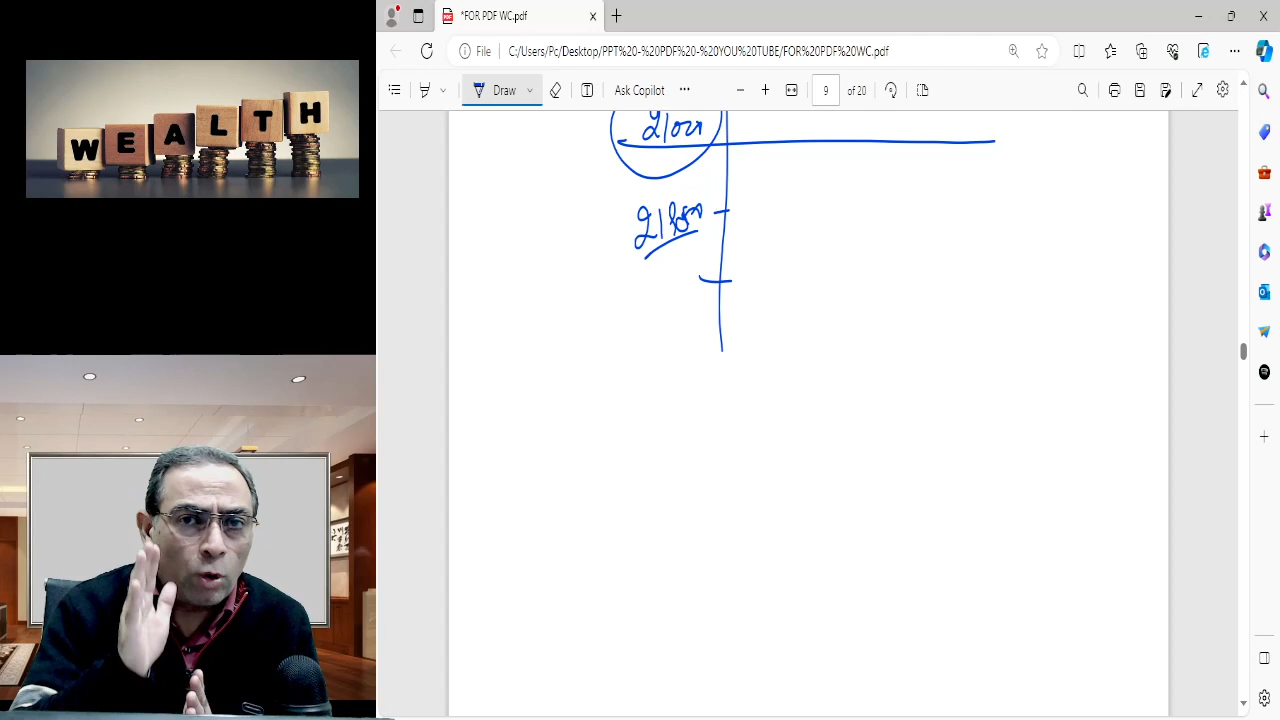 *FOR PDF WC.pdf
File C:/Users/Pc/Desktop/PPT%20-%20PDF%20-%20YOU%20TUBE/FOR%20PDF%20WC.pdf
Draw Ask Copilot 9 of 20
WEALTH